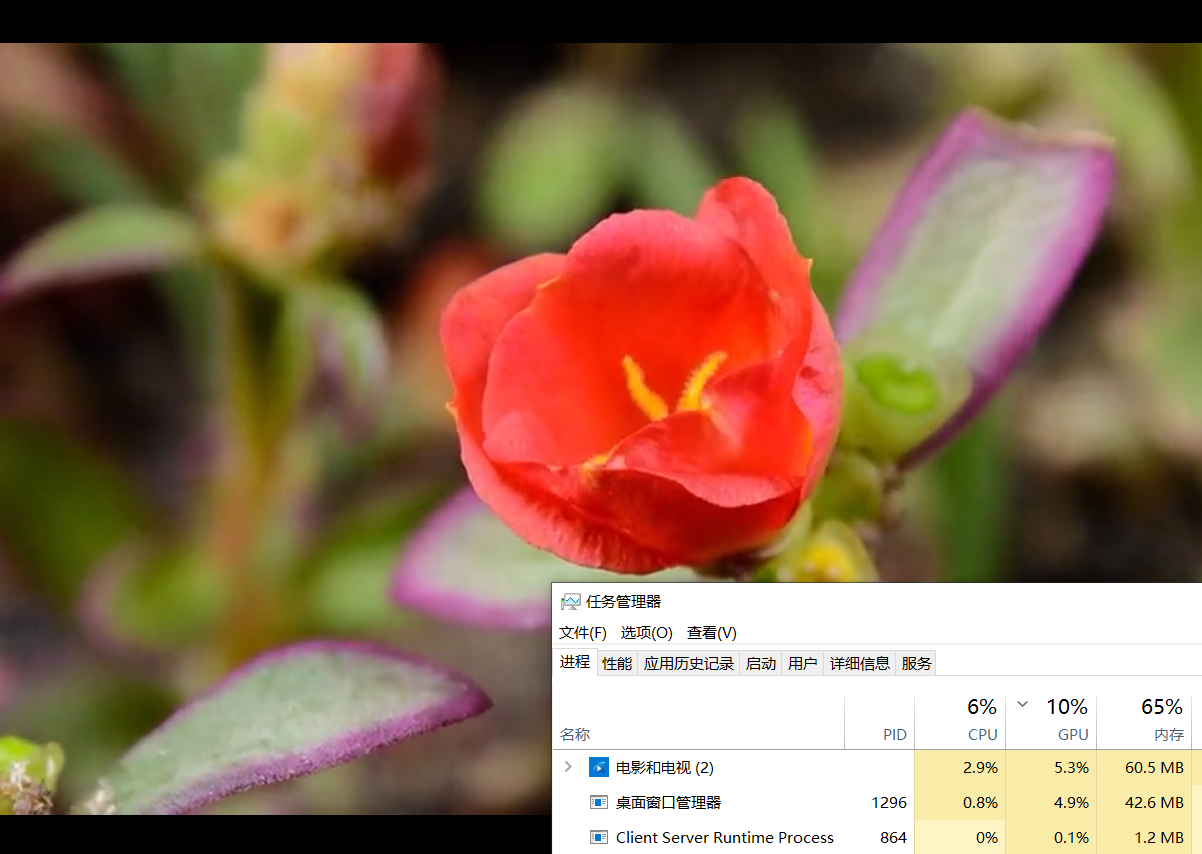 任务管理器
文件(F) 选项(O) 查看(V)
进程 性能 应用历史记录 启动 用户 详细信息 服务
6% 10% 65%
名称 PID CPU GPU 内存
电影和电视 (2) 2.9% 5.3% 60.5 MB
桌面窗口管理器 1296 0.8% 4.9% 42.6 MB
Client Server Runtime Process 864 0% 0.1% 1.2 MB